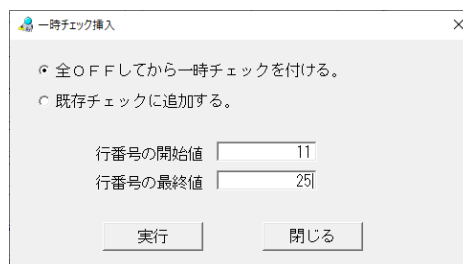 一時チェック挿入
全ＯＦＦしてから一時チェックを付ける。
既存チェックに追加する。
行番号の開始値 11
行番号の最終値 25
実行 閉じる